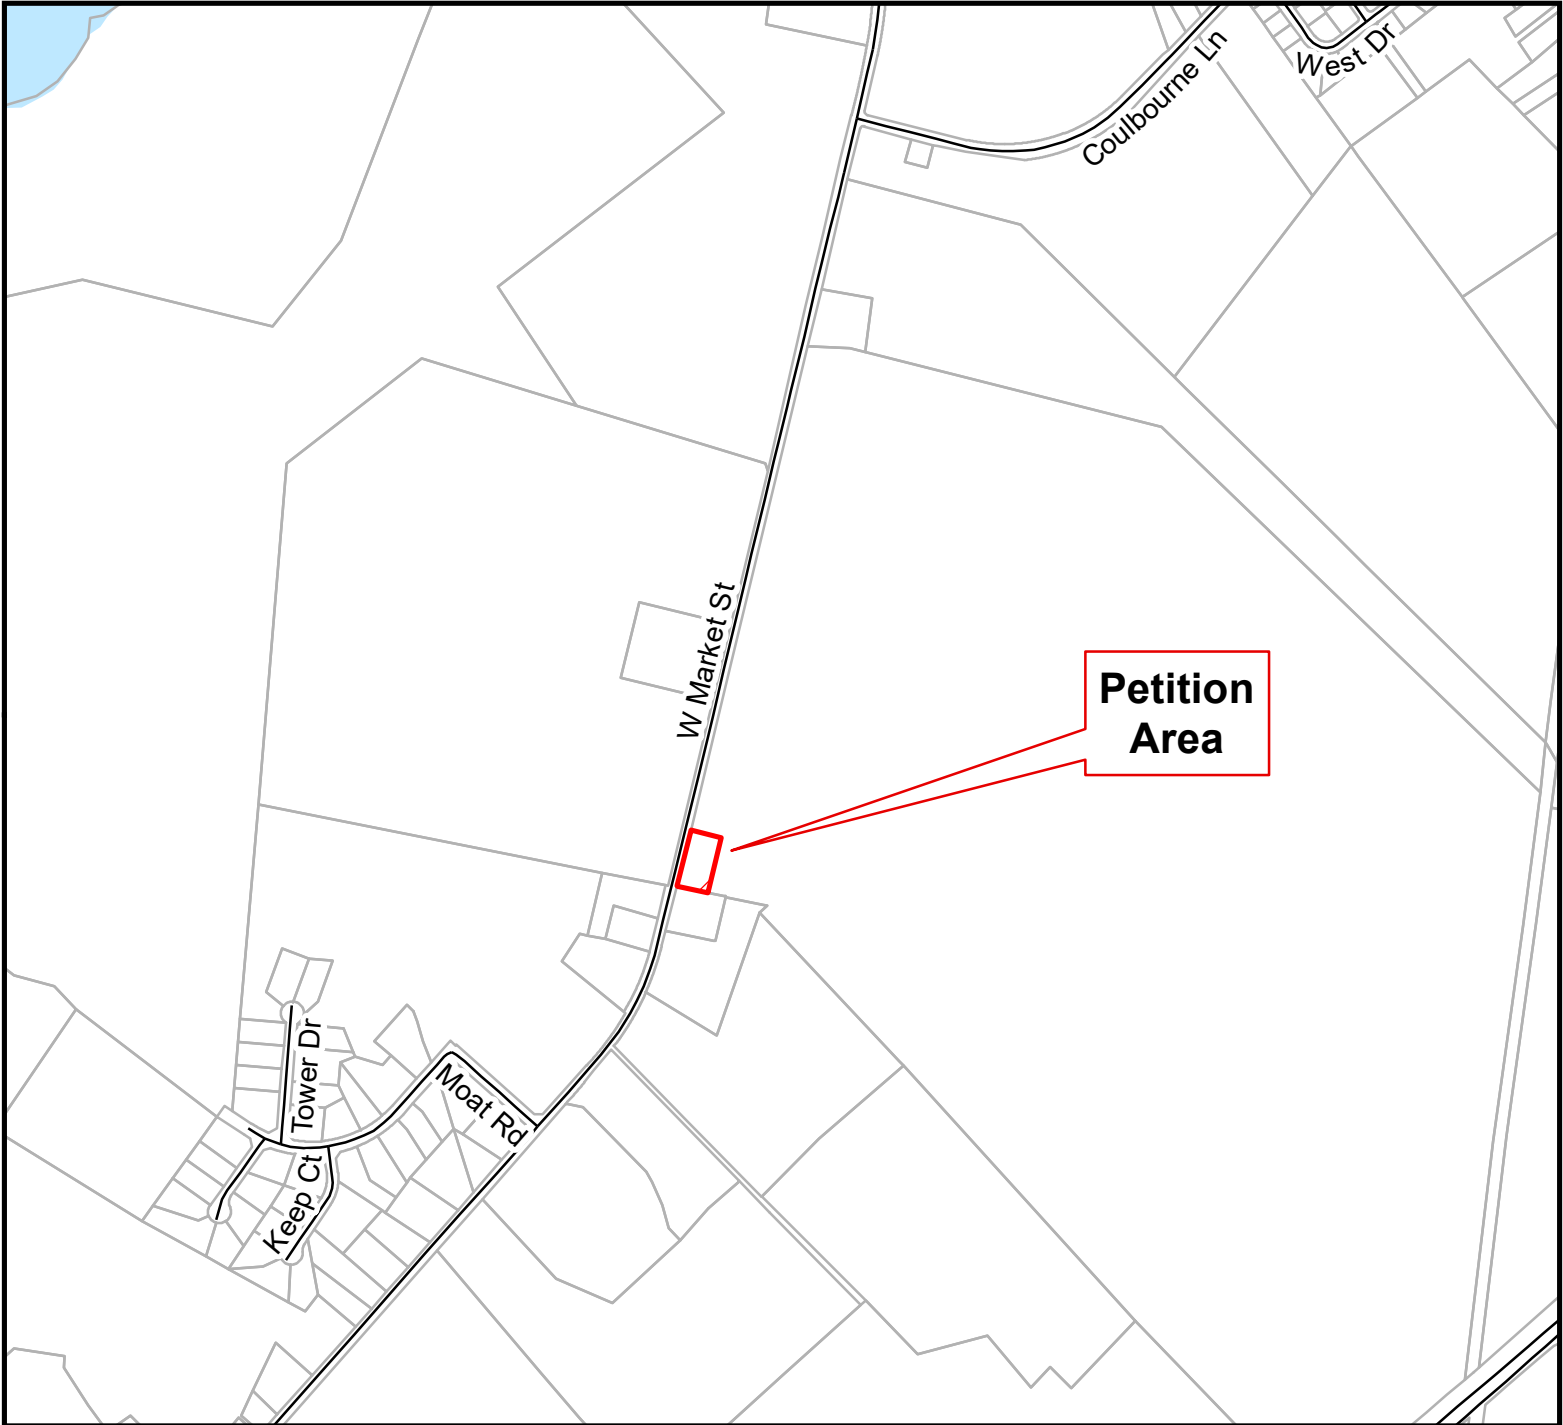 West Dr
Coulbourne Ln
W Market St
Petition
Area
Tower Dr
Moat Rd
Keep Ct